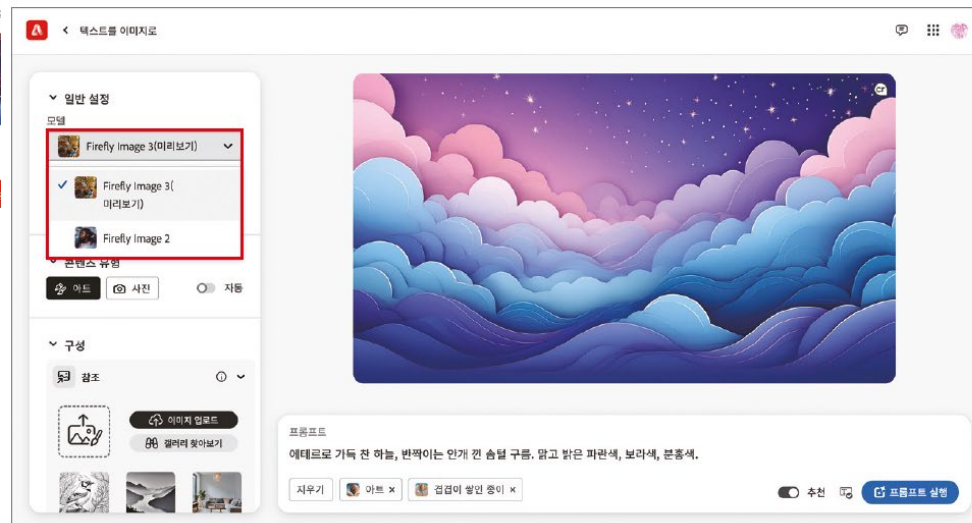 텍스트를 이미지로
일반 설정
모델
Firefly Image 3(미리보기)
Firefly Image 3(
미리보기)
Firefly Image 2
콘텐츠 유형
아트
사진
자동
구성
참조
이미지 업로드
갤러리 찾아보기
프롬프트
에테르로 가득 찬 하늘, 반짝이는 안개 낀 솜털 구름. 맑고 밝은 파란색, 보라색, 분홍색.
지우기
아트 ×
겹겹이 쌓인 종이 ×
추천
프롬프트 실행
cr